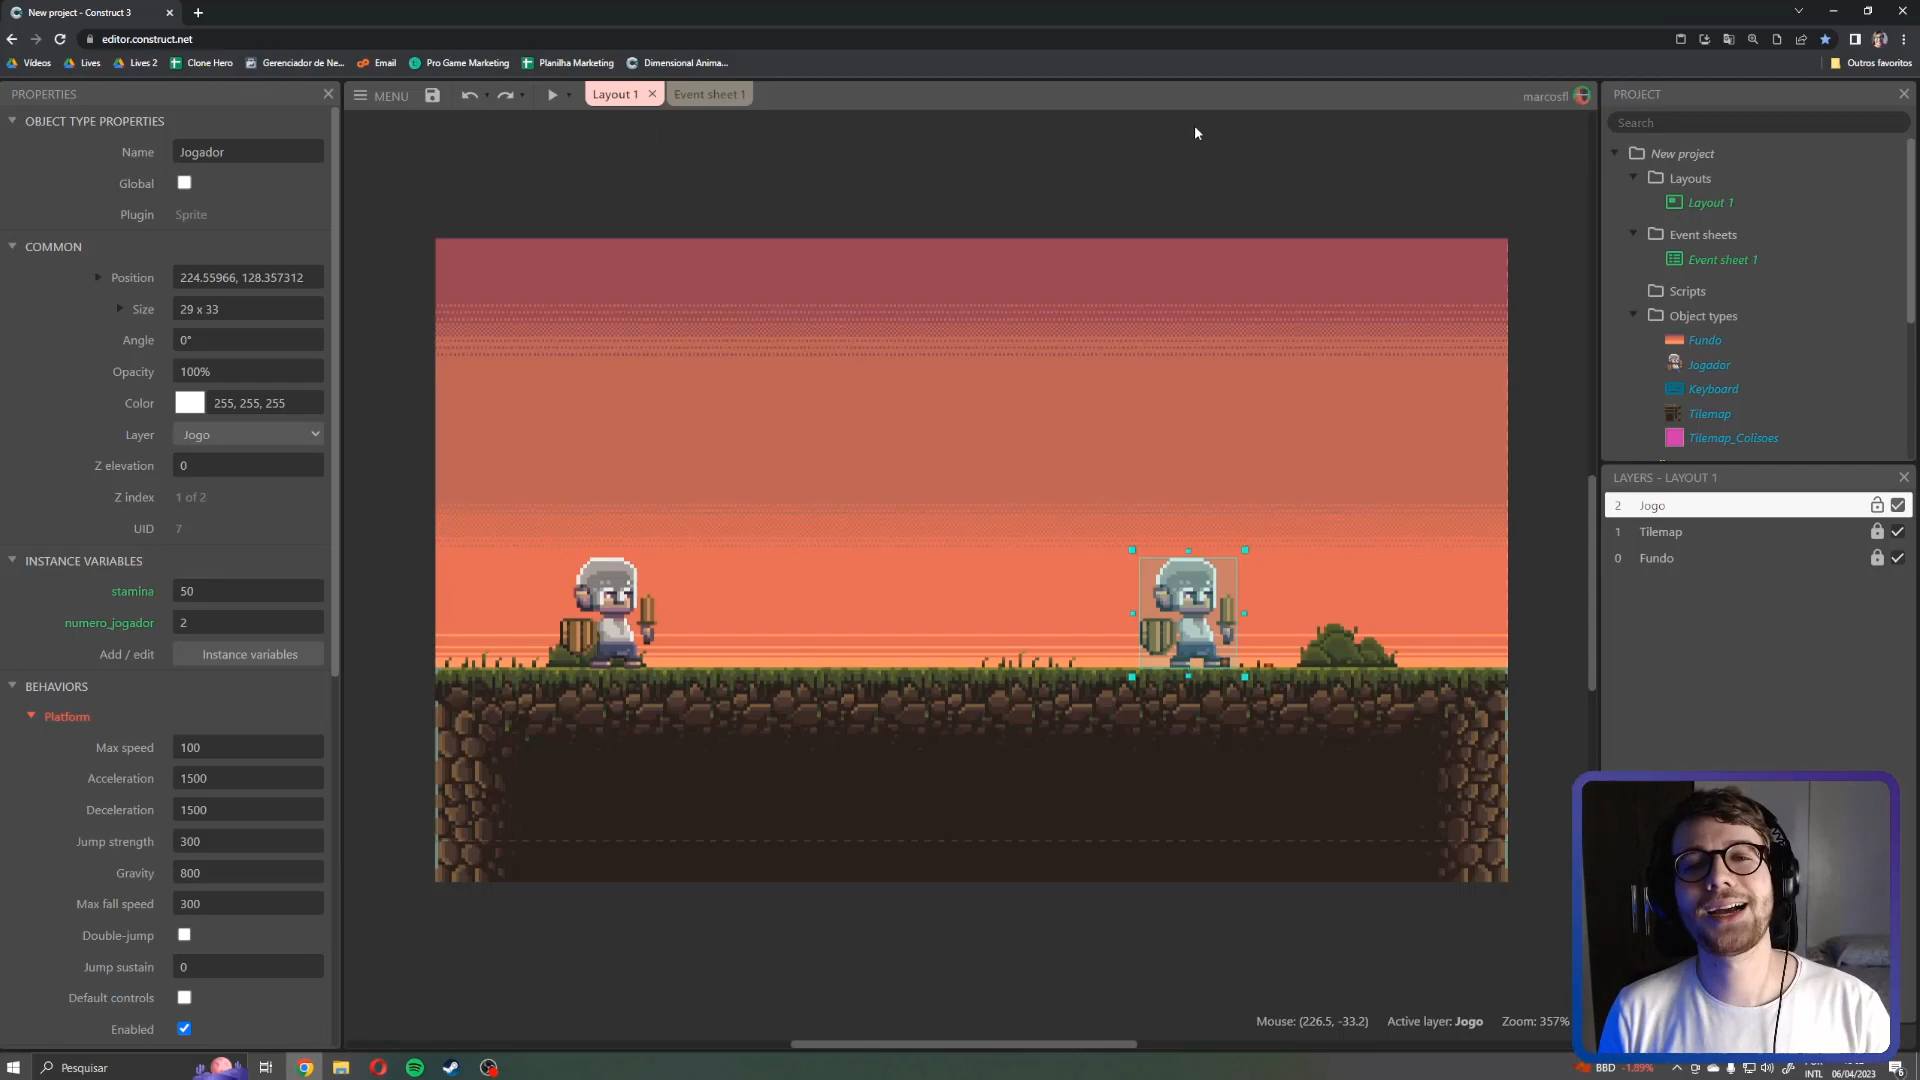 New project - Construct 3
editor.construct.net
Vídeos
Lives
Lives 2
Clone Hero
Gerenciador de Ne...
Email
Pro Game Marketing
Planilha Marketing
Dimensional Anima...
Outros favoritos
PROPERTIES
OBJECT TYPE PROPERTIES
Name Jogador
Global
Plugin Sprite
COMMON
Position 224.55966, 128.357312
Size 29 x 33
Angle 0°
Opacity 100%
Color 255, 255, 255
Layer Jogo
Z elevation 0
Z index 1 of 2
UID 7
INSTANCE VARIABLES
stamina 50
numero_jogador 2
Add / edit Instance variables
BEHAVIORS
Platform
Max speed 100
Acceleration 1500
Deceleration 1500
Jump strength 300
Gravity 800
Max fall speed 300
Double-jump
Jump sustain 0
Default controls
Enabled
MENU
Layout 1
Event sheet 1
marcosfl
Mouse: (226.5, -33.2) Active layer: Jogo Zoom: 357%
PROJECT
Search
New project
Layouts
Layout 1
Event sheets
Event sheet 1
Scripts
Object types
Fundo
Jogador
Keyboard
Tilemap
Tilemap_Colisoes
LAYERS - LAYOUT 1
2 Jogo
1 Tilemap
0 Fundo
Pesquisar
BBD -1,89%
INTL
06/04/2023
6